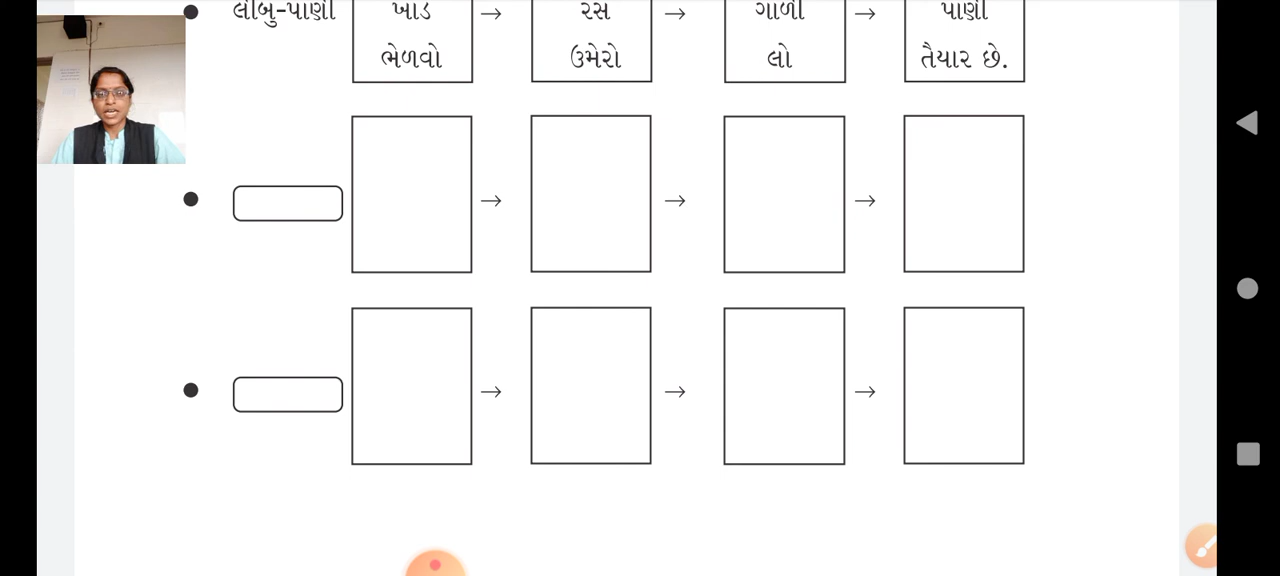 લીંબુ-પાણી ખાંડ → રસ → ગાળી → પાણી
ભેળવો ઉમેરો લો તૈયાર છે.
→ → →
→ → →